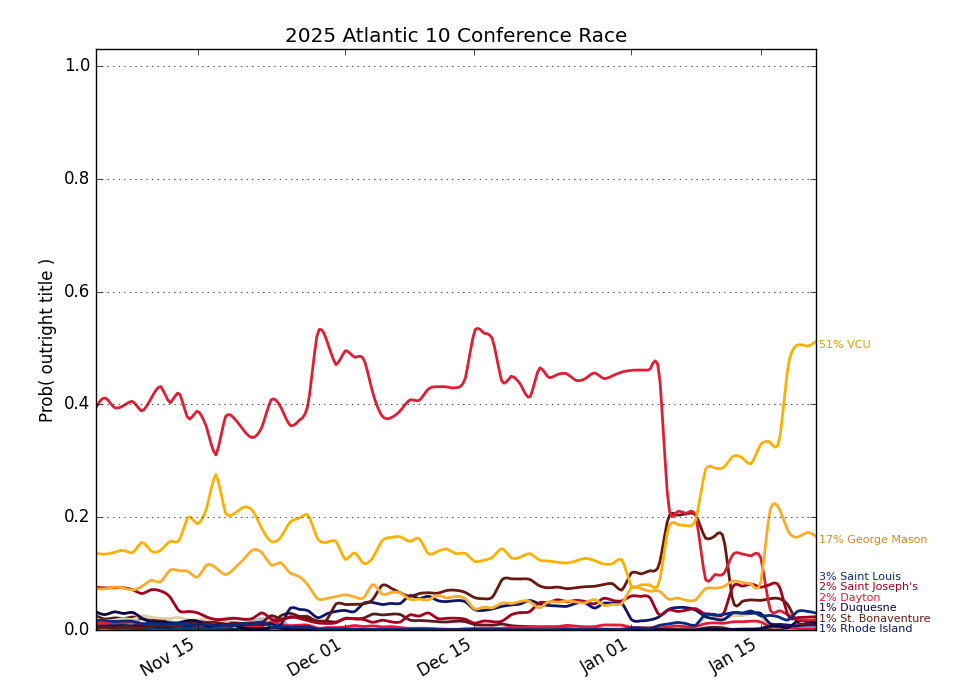 2025 Atlantic 10 Conference Race
Prob( outright title )
1.0
0.8
0.6
0.4
0.2
0.0
Nov 15
Dec 01
Dec 15
Jan 01
Jan 15
51% VCU
17% George Mason
3% Saint Louis
2% Saint Joseph's
2% Dayton
1% Duquesne
1% St. Bonaventure
1% Rhode Island